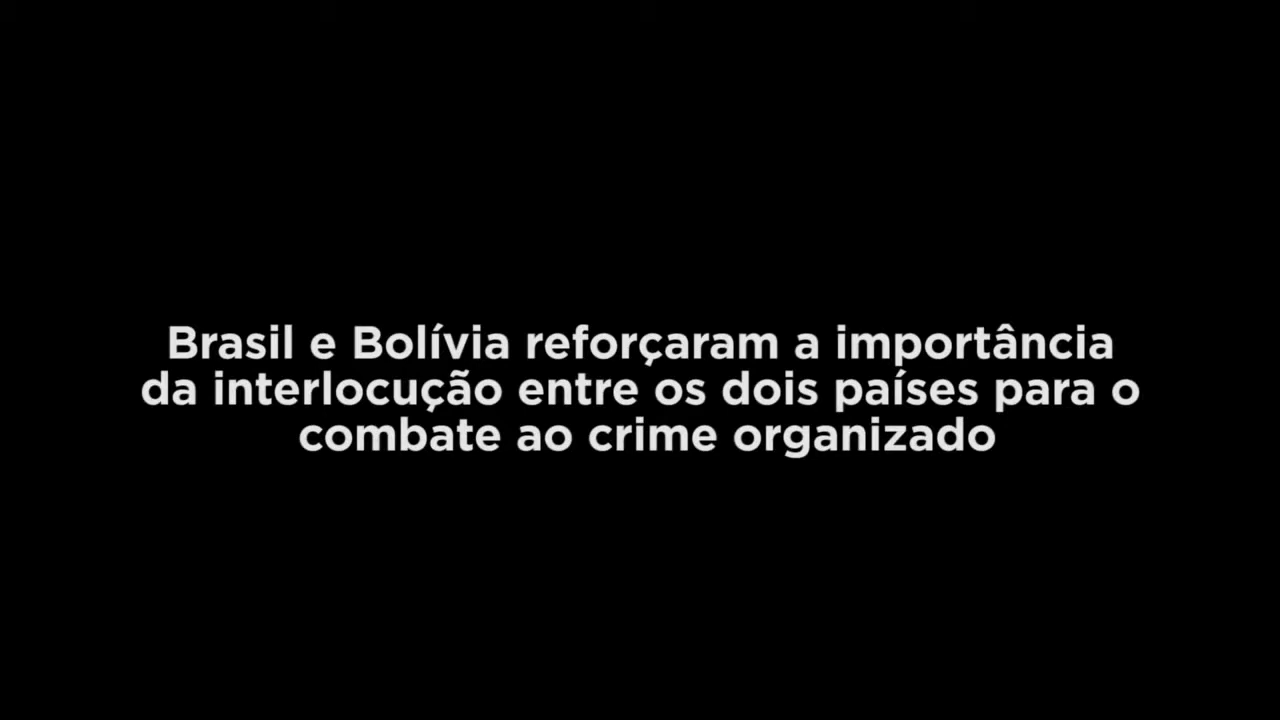 Brasil e Bolívia reforçaram a importância
da interlocução entre os dois países para o
combate ao crime organizado